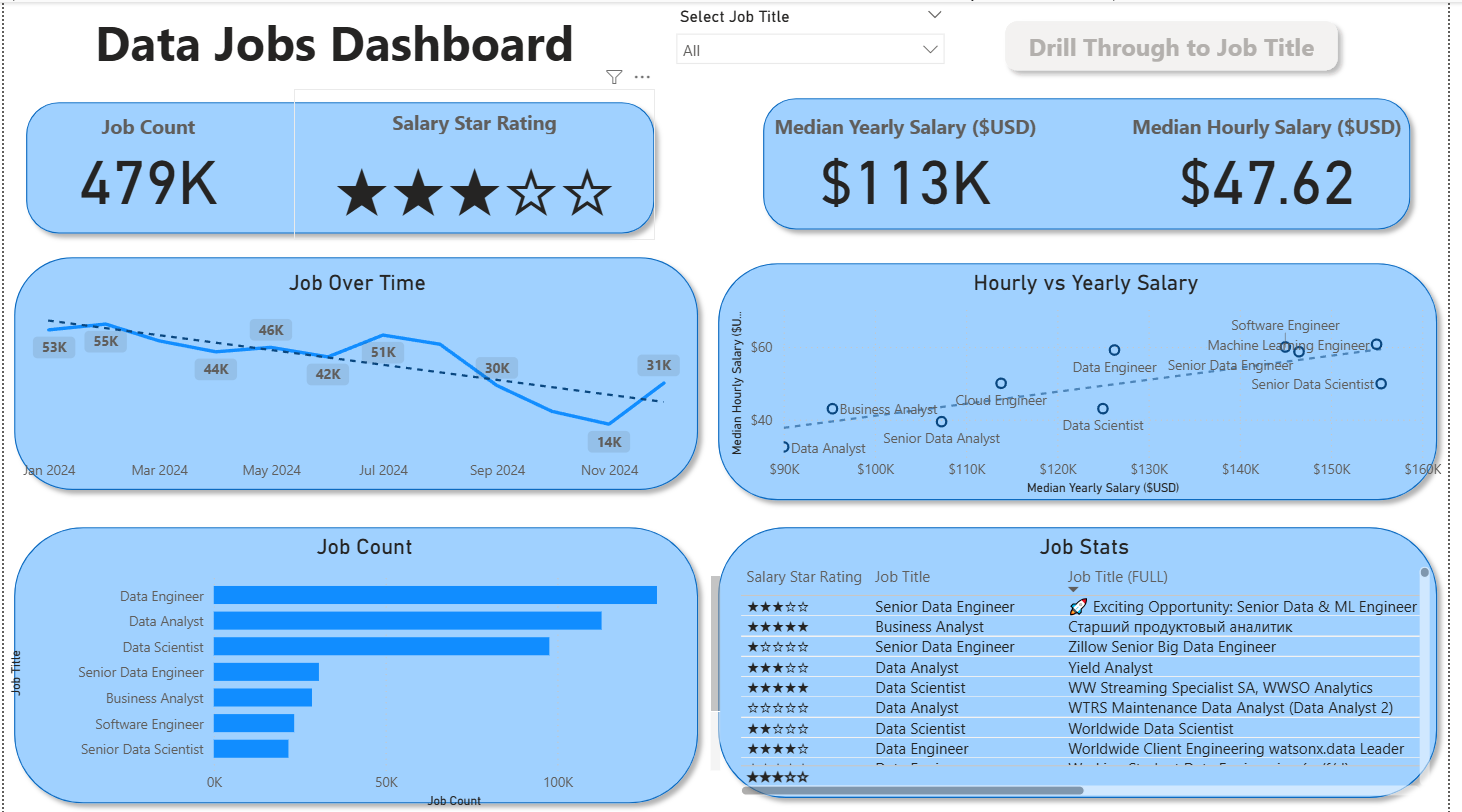 Data Jobs Dashboard
Select Job Title
All
Drill Through to Job Title
Job Count
479K
Salary Star Rating
★★★☆☆
Median Yearly Salary ($USD)
$113K
Median Hourly Salary ($USD)
$47.62
Job Over Time
53K
55K
44K
46K
42K
51K
30K
14K
31K
Jan 2024
Mar 2024
May 2024
Jul 2024
Sep 2024
Nov 2024
Hourly vs Yearly Salary
Median Hourly Salary ($U...
$60
$40
Software Engineer
Machine Learning Engineer
Data Engineer
Senior Data Engineer
Senior Data Scientist
Cloud Engineer
Business Analyst
Data Scientist
Senior Data Analyst
Data Analyst
$90K
$100K
$110K
$120K
$130K
$140K
$150K
$160K
Median Yearly Salary ($USD)
Job Count
Job Title
Data Engineer
Data Analyst
Data Scientist
Senior Data Engineer
Business Analyst
Software Engineer
Senior Data Scientist
0K
50K
100K
Job Count
Job Stats
Salary Star Rating Job Title Job Title (FULL)
★★★☆☆ Senior Data Engineer 🚀 Exciting Opportunity: Senior Data & ML Engineer
★★★★★ Business Analyst Старший продуктовый аналитик
★☆☆☆☆ Senior Data Engineer Zillow Senior Big Data Engineer
★★★☆☆ Data Analyst Yield Analyst
★★★★★ Data Scientist WW Streaming Specialist SA, WWSO Analytics
☆☆☆☆☆ Data Analyst WTRS Maintenance Data Analyst (Data Analyst 2)
★★☆☆☆ Data Scientist Worldwide Data Scientist
★★★★☆ Data Engineer Worldwide Client Engineering watsonx.data Leader
★★★☆☆